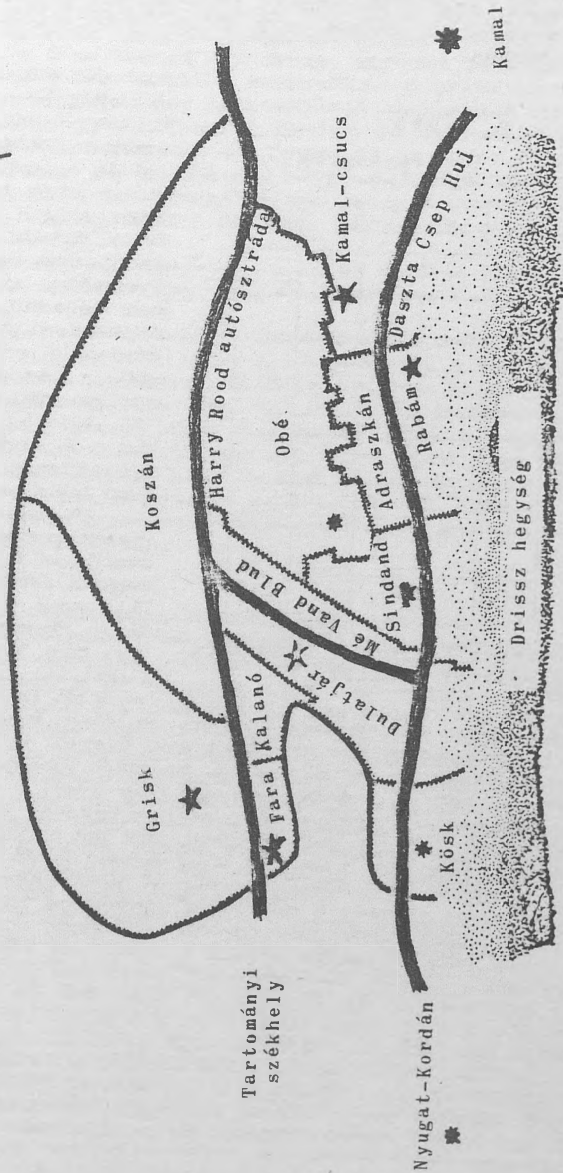 Koszán
Grisk
Harry Rood autósztráda
Kalanó
Fara
Tartományi
székhely
Obé
Kamal-csucs
Mé Vand Blud
Dulatjár
Adraszkán
Sindand
Daszta Csep Huj
Rabám
Kamal
Kösk
Nyugat-Kordán
Drissz hegység